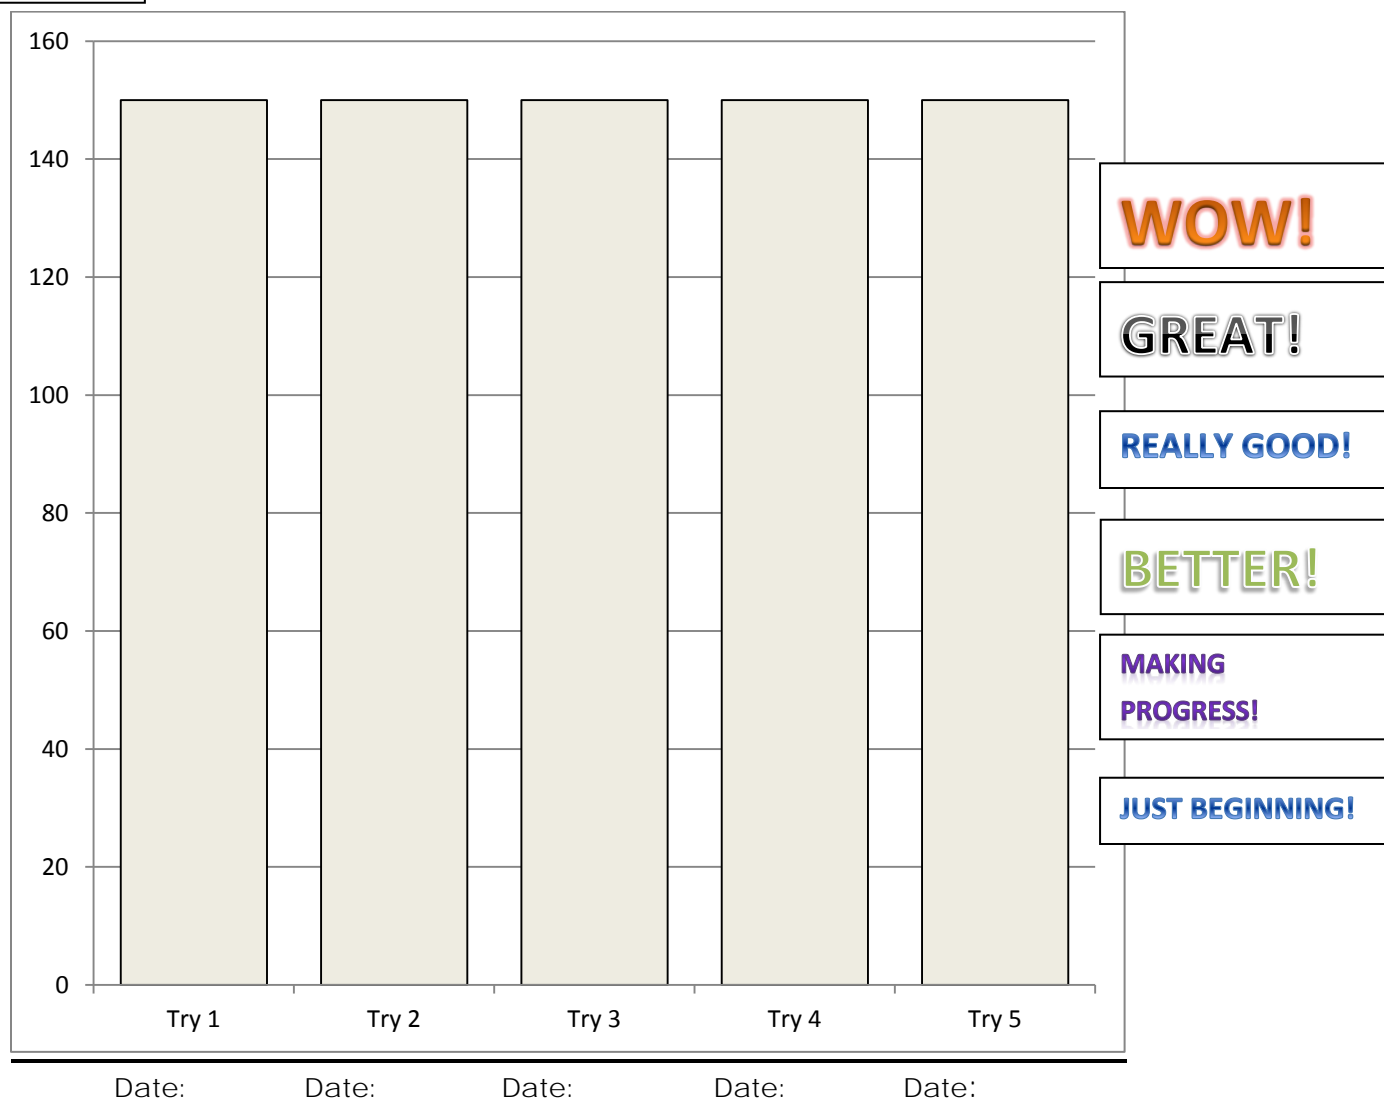 160
140
WOW!
120
GREAT!
100
REALLY GOOD!
80
BETTER!
60
MAKING
PROGRESS!
40
JUST BEGINNING!
20
0
Try 1 Try 2 Try 3 Try 4 Try 5
Date: Date: Date: Date: Date: